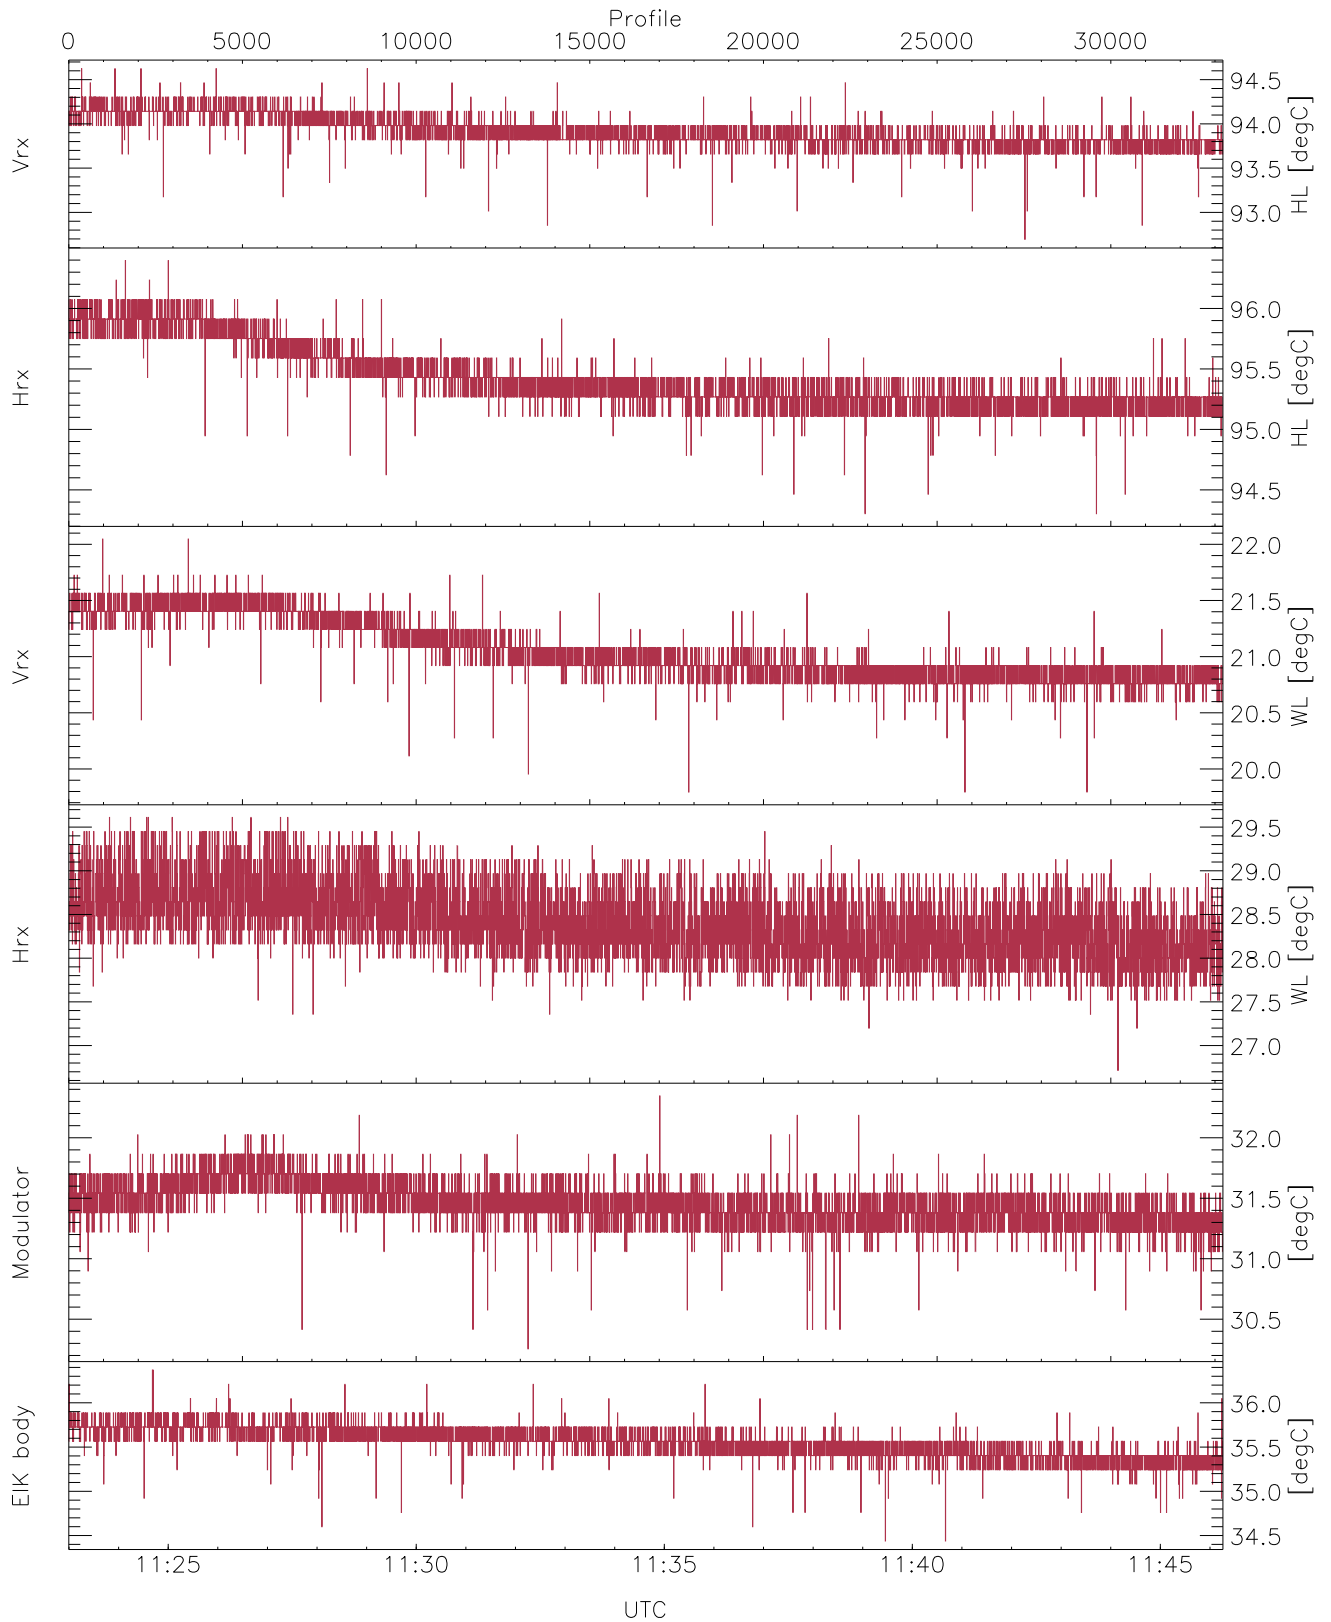 Profile
0 5000 10000 15000 20000 25000 30000
Vrx
94.5
94.0
93.5
93.0
HL [degC]
Hrx
96.0
95.5
95.0
94.5
HL [degC]
Vrx
22.0
21.5
21.0
20.5
20.0
WL [degC]
Hrx
29.5
29.0
28.5
28.0
27.5
27.0
WL [degC]
Modulator
32.0
31.5
31.0
30.5
[degC]
EIK body
36.0
35.5
35.0
34.5
[degC]
11:25 11:30 11:35 11:40 11:45
UTC